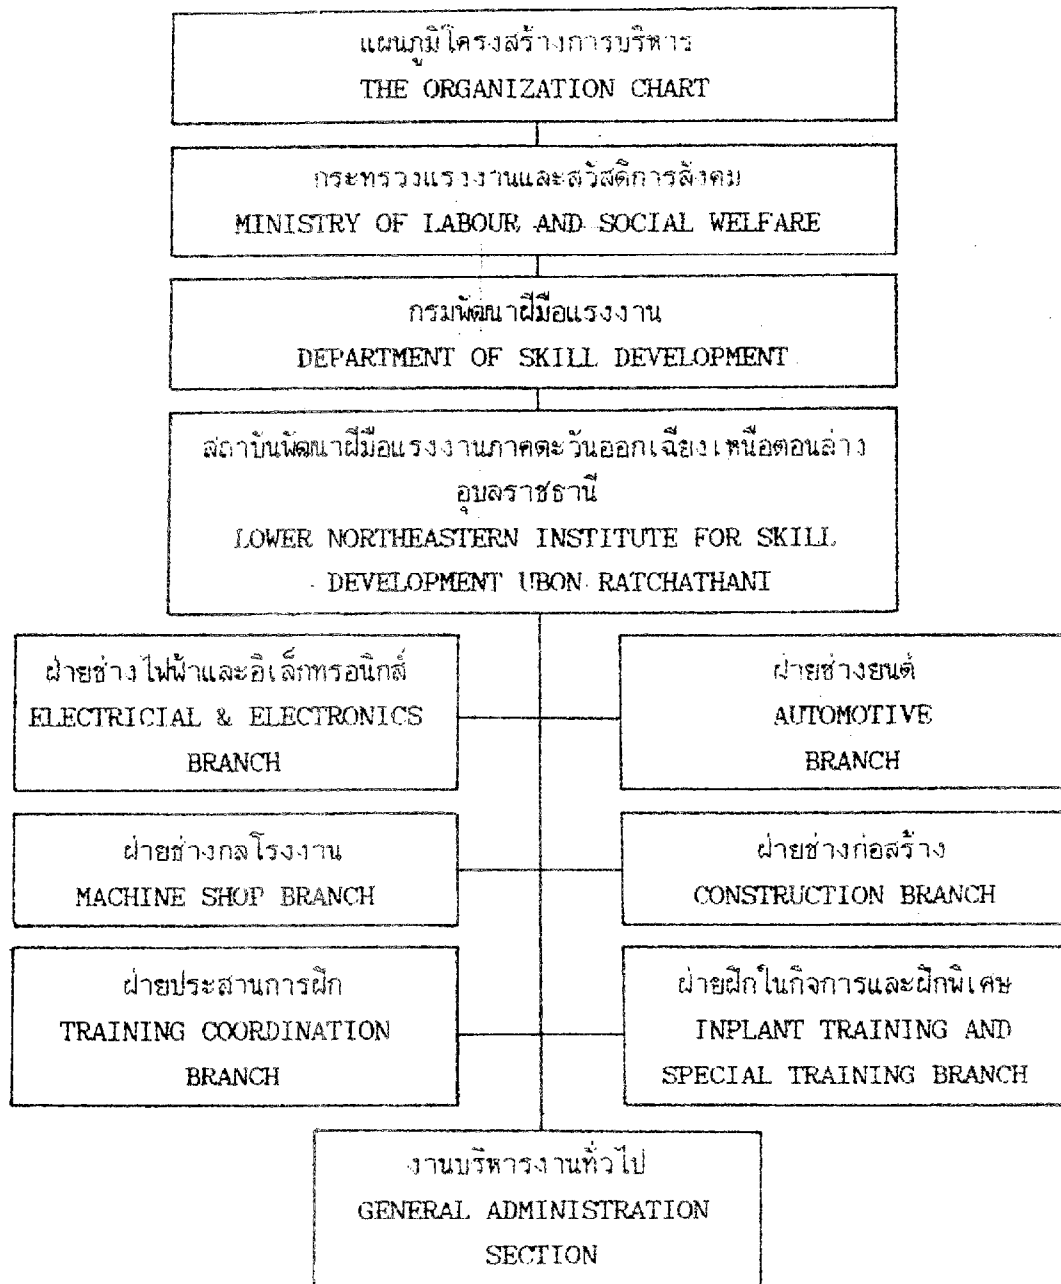 แผนภูมิโครงสร้างการบริหาร
THE ORGANIZATION CHART
กระทรวงแรงงานและสวัสดิการสังคม
MINISTRY OF LABOUR AND SOCIAL WELFARE
กรมพัฒนาฝีมือแรงงาน
DEPARTMENT OF SKILL DEVELOPMENT
สถาบันพัฒนาฝีมือแรงงานภาคตะวันออกเฉียงเหนือตอนล่าง
อุบลราชธานี
LOWER NORTHEASTERN INSTITUTE FOR SKILL
DEVELOPMENT UBON RATCHATHANI
ฝ่ายช่างไฟฟ้าและอิเล็กทรอนิกส์
ELECTRICIAL & ELECTRONICS
BRANCH
ฝ่ายช่างยนต์
AUTOMOTIVE
BRANCH
ฝ่ายช่างกลโรงงาน
MACHINE SHOP BRANCH
ฝ่ายช่างก่อสร้าง
CONSTRUCTION BRANCH
ฝ่ายประสานการฝึก
TRAINING COORDINATION
BRANCH
ฝ่ายฝึกในกิจการและฝึกพิเศษ
INPLANT TRAINING AND
SPECIAL TRAINING BRANCH
งานบริหารงานทั่วไป
GENERAL ADMINISTRATION
SECTION